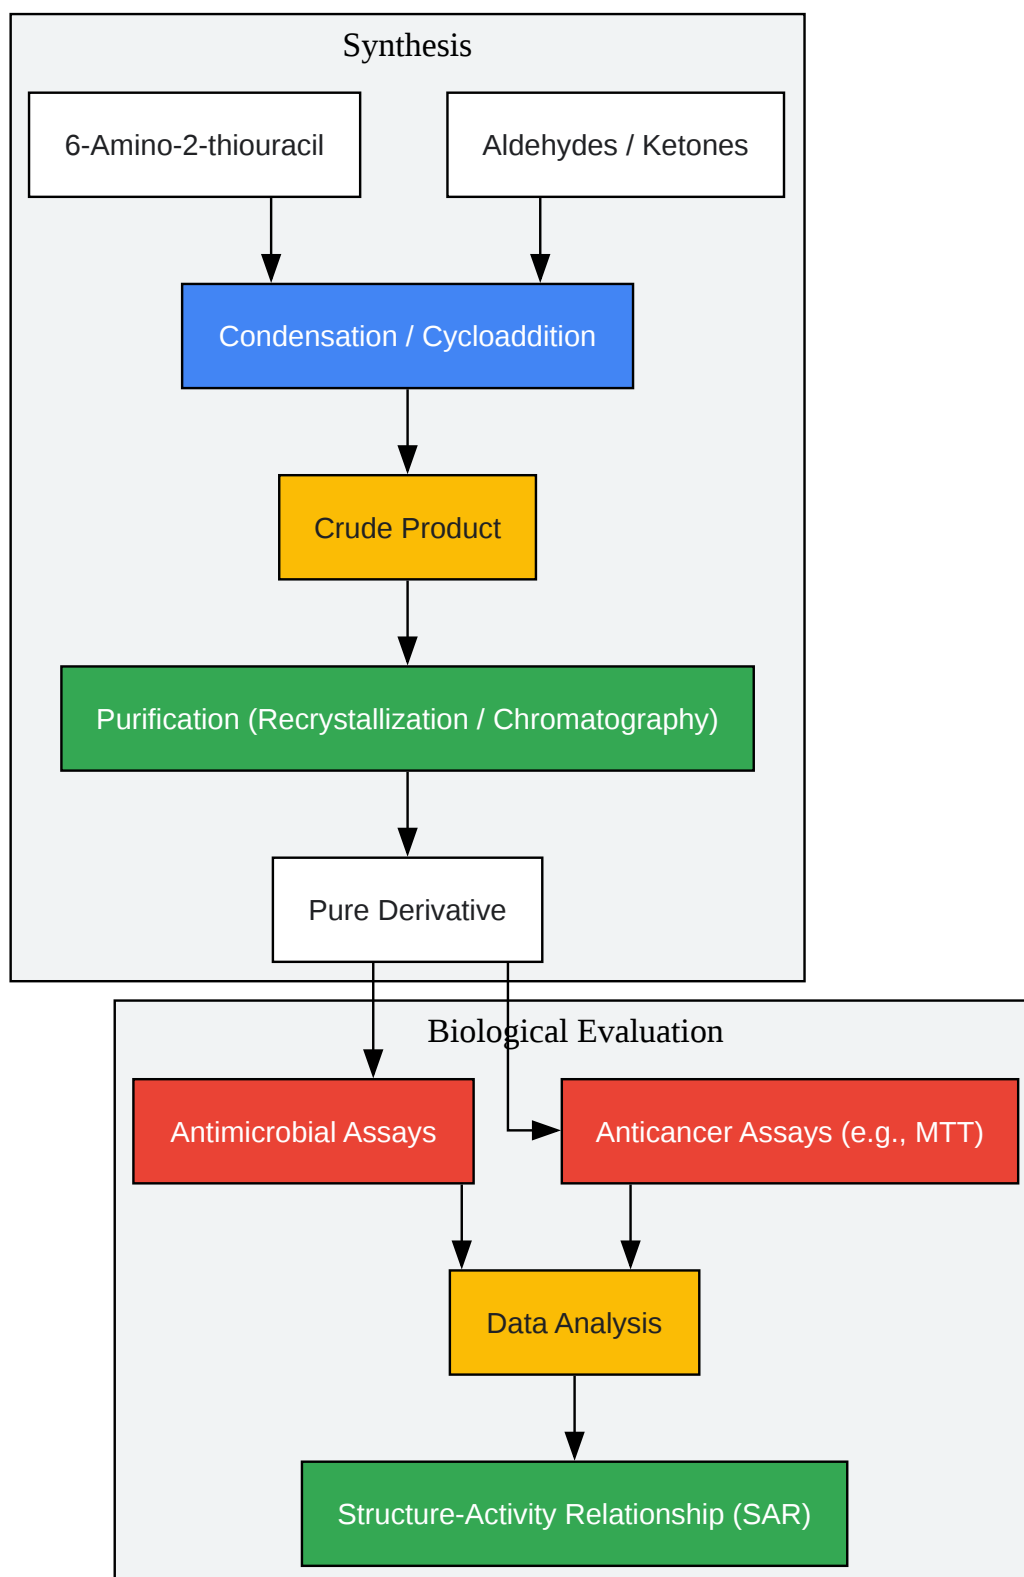 Synthesis
6-Amino-2-thiouracil
Aldehydes / Ketones
Condensation / Cycloaddition
Crude Product
Purification (Recrystallization / Chromatography)
Pure Derivative
Biological Evaluation
Antimicrobial Assays
Anticancer Assays (e.g., MTT)
Data Analysis
Structure-Activity Relationship (SAR)